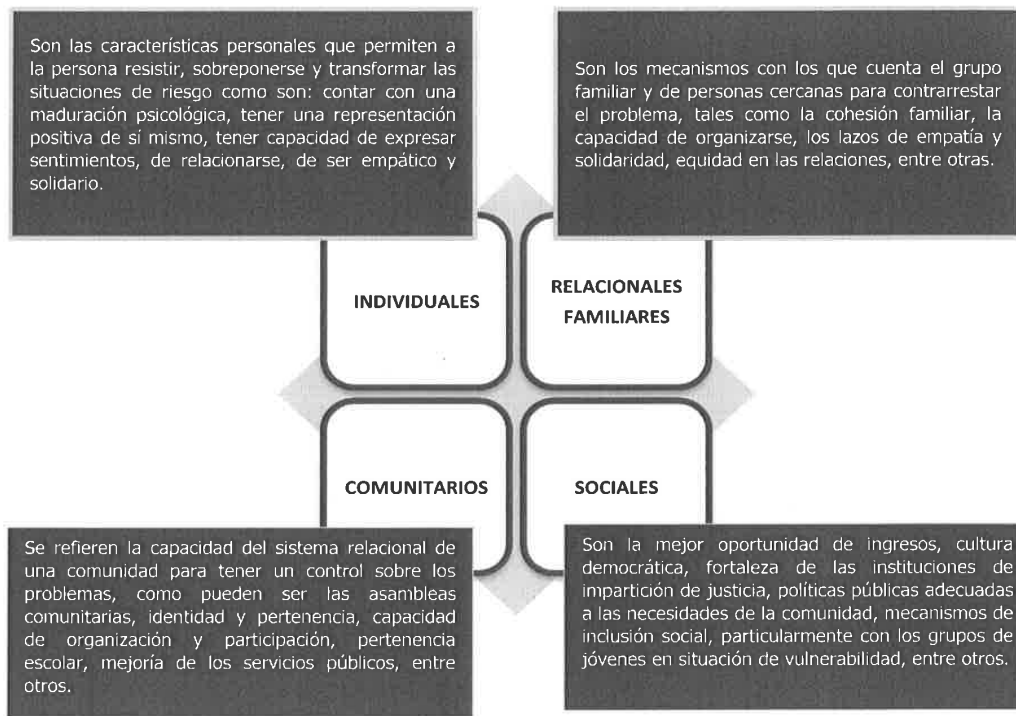 Son las características personales que permiten a
la persona resistir, sobreponerse y transformar las
situaciones de riesgo como son: contar con una
maduración psicológica, tener una representación
positiva de sí mismo, tener capacidad de expresar
sentimientos, de relacionarse, de ser empático y
solidario.
Son los mecanismos con los que cuenta el grupo
familiar y de personas cercanas para contrarrestar
el problema, tales como la cohesión familiar, la
capacidad de organizarse, los lazos de empatía y
solidaridad, equidad en las relaciones, entre otras.
INDIVIDUALES
RELACIONALES
FAMILIARES
COMUNITARIOS
SOCIALES
Se refieren la capacidad del sistema relacional de
una comunidad para tener un control sobre los
problemas, como pueden ser las asambleas
comunitarias, identidad y pertenencia, capacidad
de organización y participación, pertenencia
escolar, mejoría de los servicios públicos, entre
otros.
Son la mejor oportunidad de ingresos, cultura
democrática, fortaleza de las instituciones de
impartición de justicia, políticas públicas adecuadas
a las necesidades de la comunidad, mecanismos de
inclusión social, particularmente con los grupos de
jóvenes en situación de vulnerabilidad, entre otros.